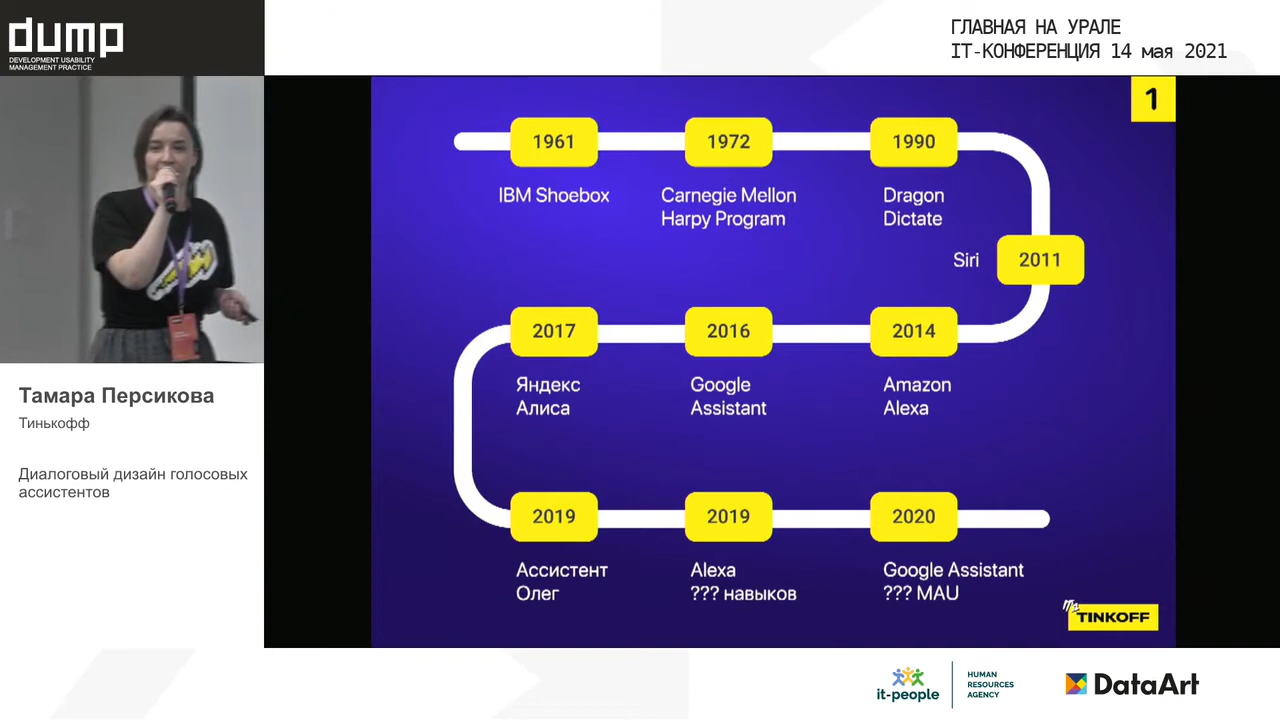 dump
DEVELOPMENT USABILITY
MANAGEMENT PRACTICE
ГЛАВНАЯ НА УРАЛЕ
IT-КОНФЕРЕНЦИЯ 14 мая 2021
1
1961
1972
1990
IBM Shoebox
Carnegie Mellon
Harpy Program
Dragon
Dictate
Siri
2011
2017
2016
2014
Яндекс
Алиса
Google
Assistant
Amazon
Alexa
2019
2019
2020
Ассистент
Олег
Alexa
??? навыков
Google Assistant
??? MAU
TINKOFF
Тамара Персикова
Тинькофф
Диалоговый дизайн голосовых
ассистентов
it-people
HUMAN
RESOURCES
AGENCY
DataArt